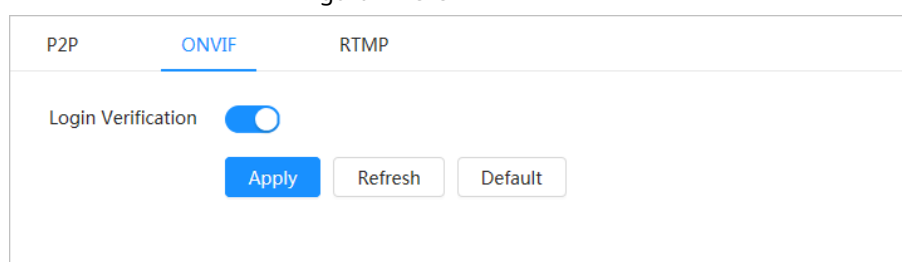 P2P ONVIF RTMP
Login Verification
Apply Refresh Default